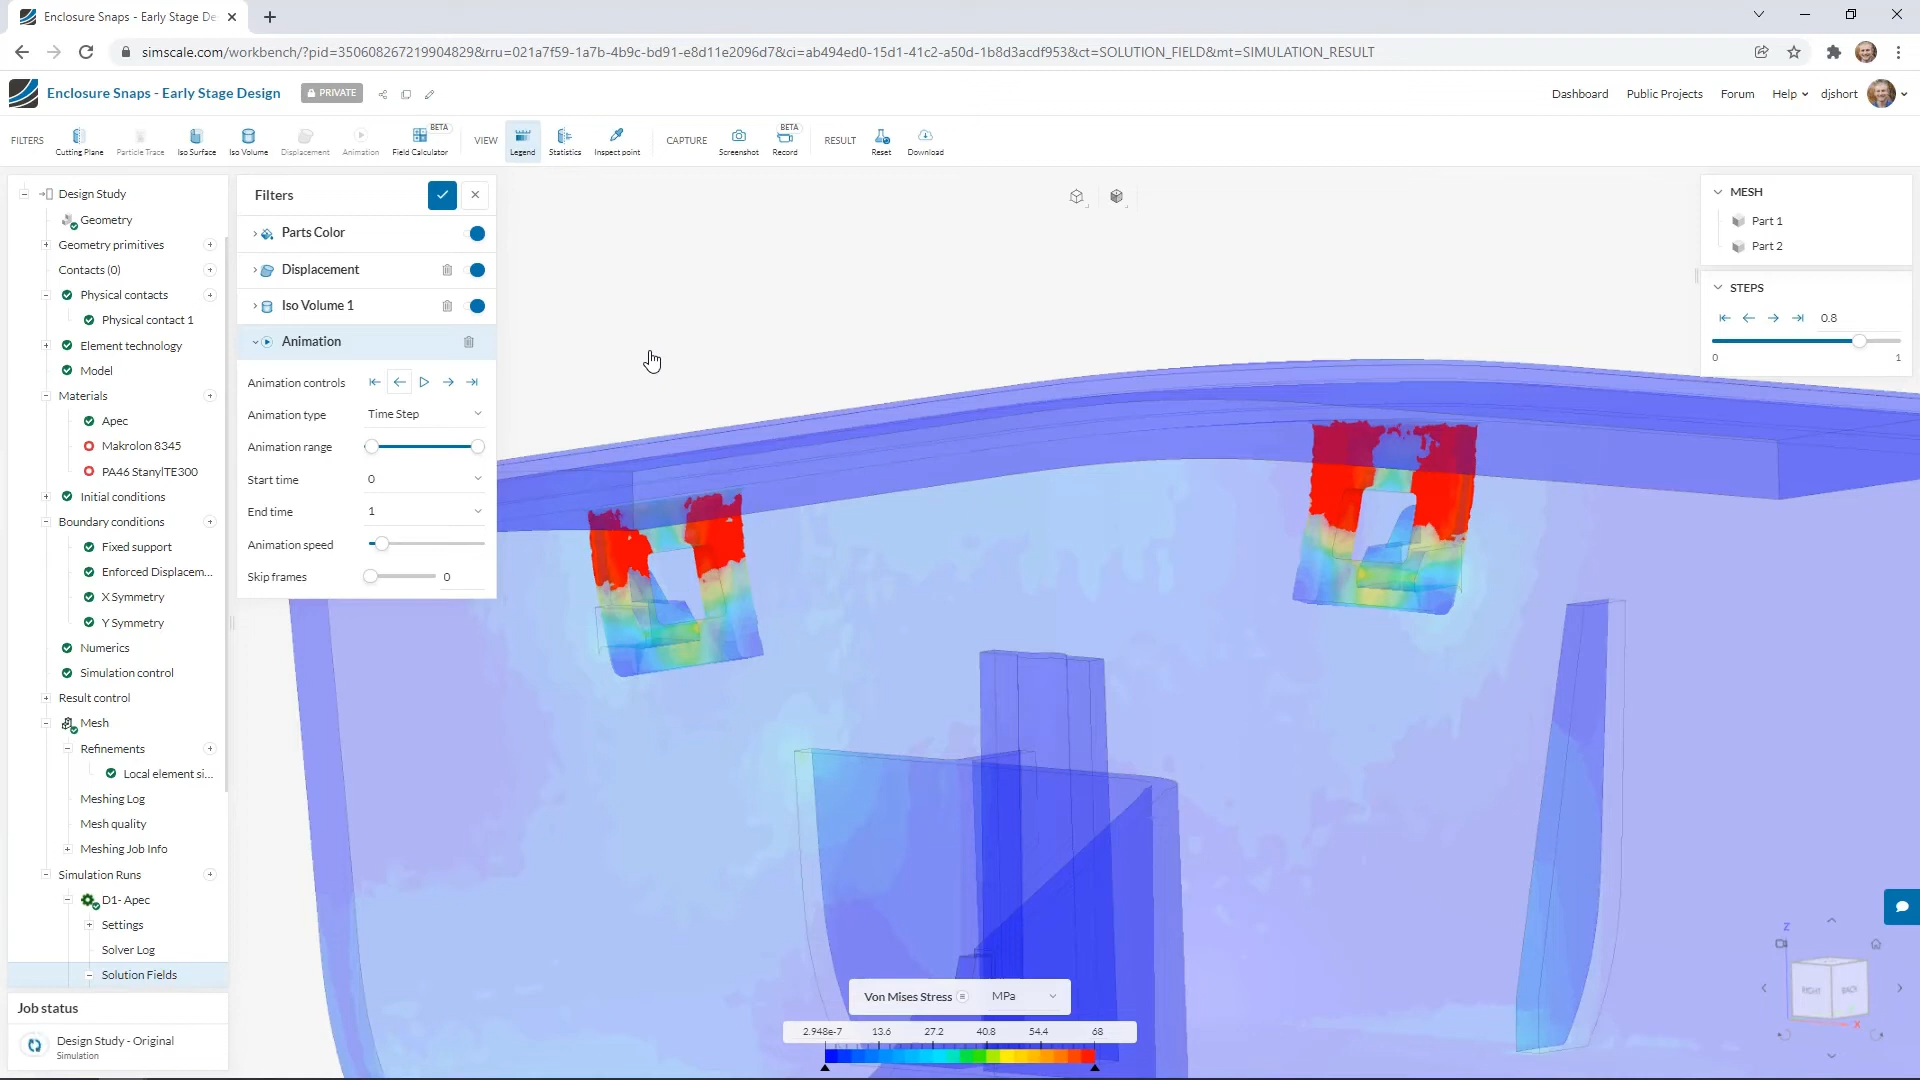 Enclosure Snaps - Early Stage De
simscale.com/workbench/?pid=350608267219904829&rru=021a7f59-1a7b-4b9c-bd91-e8d11e2096d7&ci=ab494ed0-15d1-41c2-a50d-1b8d3acdf953&ct=SOLUTION_FIELD&mt=SIMULATION_RESULT
Enclosure Snaps - Early Stage Design
PRIVATE
Dashboard
Public Projects
Forum
Help
djshort
FILTERS
Cutting Plane
Particle Trace
Iso Surface
Iso Volume
Displacement
Animation
BETA
Field Calculator
VIEW
Legend
Statistics
Inspect point
CAPTURE
Screenshot
BETA
Record
RESULT
Reset
Download
Design Study
Geometry
Geometry primitives
Contacts (0)
Physical contacts
Physical contact 1
Element technology
Model
Materials
Apec
Makrolon 8345
PA46 StanylTE300
Initial conditions
Boundary conditions
Fixed support
Enforced Displacem...
X Symmetry
Y Symmetry
Numerics
Simulation control
Result control
Mesh
Refinements
Local element si...
Meshing Log
Mesh quality
Meshing Job Info
Simulation Runs
D1- Apec
Settings
Solver Log
Solution Fields
Job status
Design Study - Original
Simulation
Filters
Parts Color
Displacement
Iso Volume 1
Animation
Animation controls
Animation type Time Step
Animation range
Start time 0
End time 1
Animation speed
Skip frames 0
MESH
Part 1
Part 2
STEPS
0.8
0 1
Von Mises Stress MPa
2.948e-7 13.6 27.2 40.8 54.4 68
Z
RIGHT
BACK
X